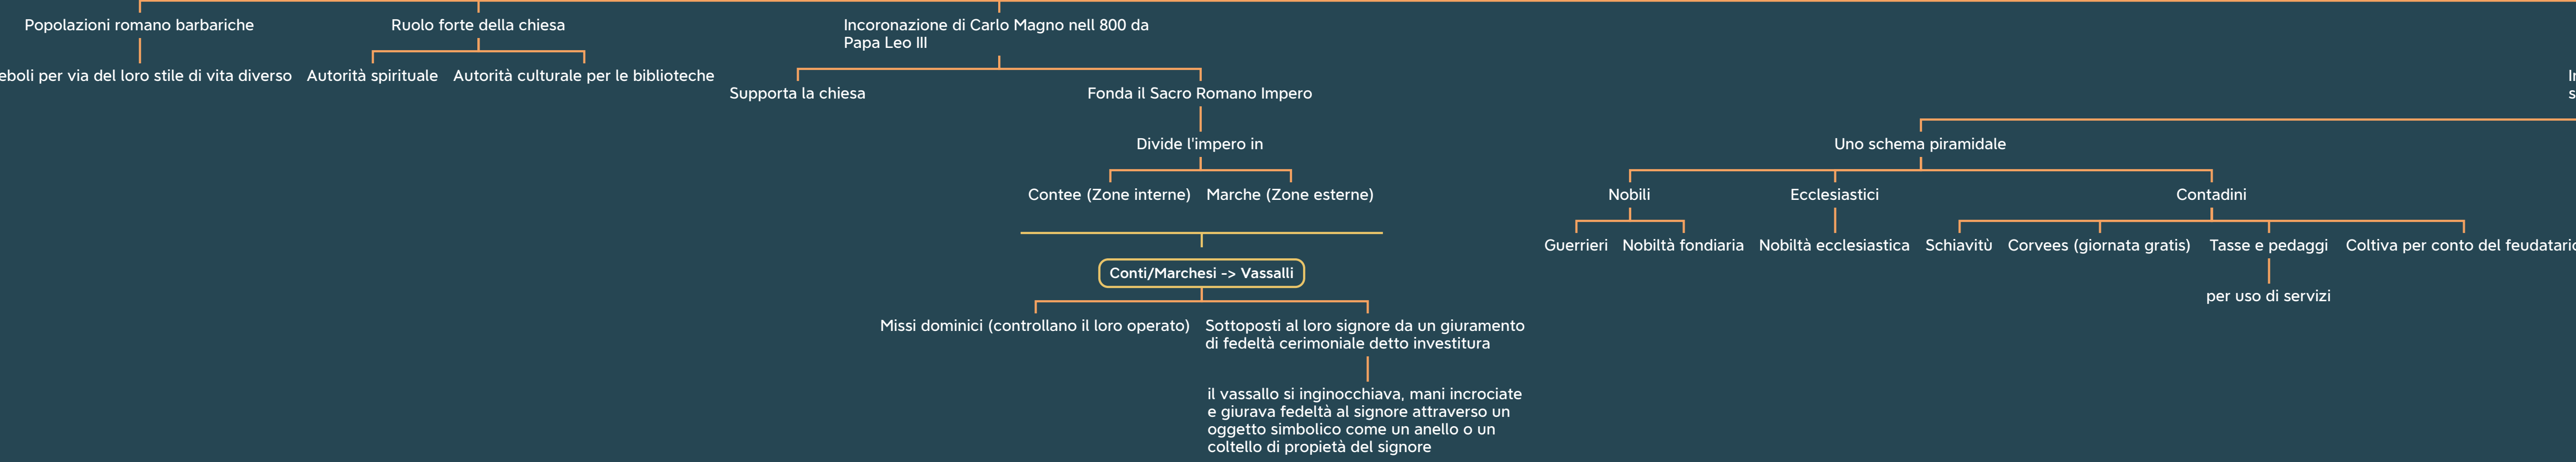 Popolazioni romano barbariche
Ruolo forte della chiesa
Incoronazione di Carlo Magno nell 800 da
Papa Leo III
eboli per via del loro stile di vita diverso
Autorità spirituale
Autorità culturale per le biblioteche
Supporta la chiesa
Fonda il Sacro Romano Impero
Divide l'impero in
Contee (Zone interne)
Marche (Zone esterne)
Conti/Marchesi -> Vassalli
Missi dominici (controllano il loro operato)
Sottoposti al loro signore da un giuramento
di fedeltà cerimoniale detto investitura
il vassallo si inginocchiava, mani incrociate
e giurava fedeltà al signore attraverso un
oggetto simbolico come un anello o un
coltello di propietà del signore
Uno schema piramidale
Nobili
Ecclesiastici
Contadini
Guerrieri
Nobiltà fondiaria
Nobiltà ecclesiastica
Schiavitù
Corvees (giornata gratis)
Tasse e pedaggi
Coltiva per conto del feudatario
per uso di servizi